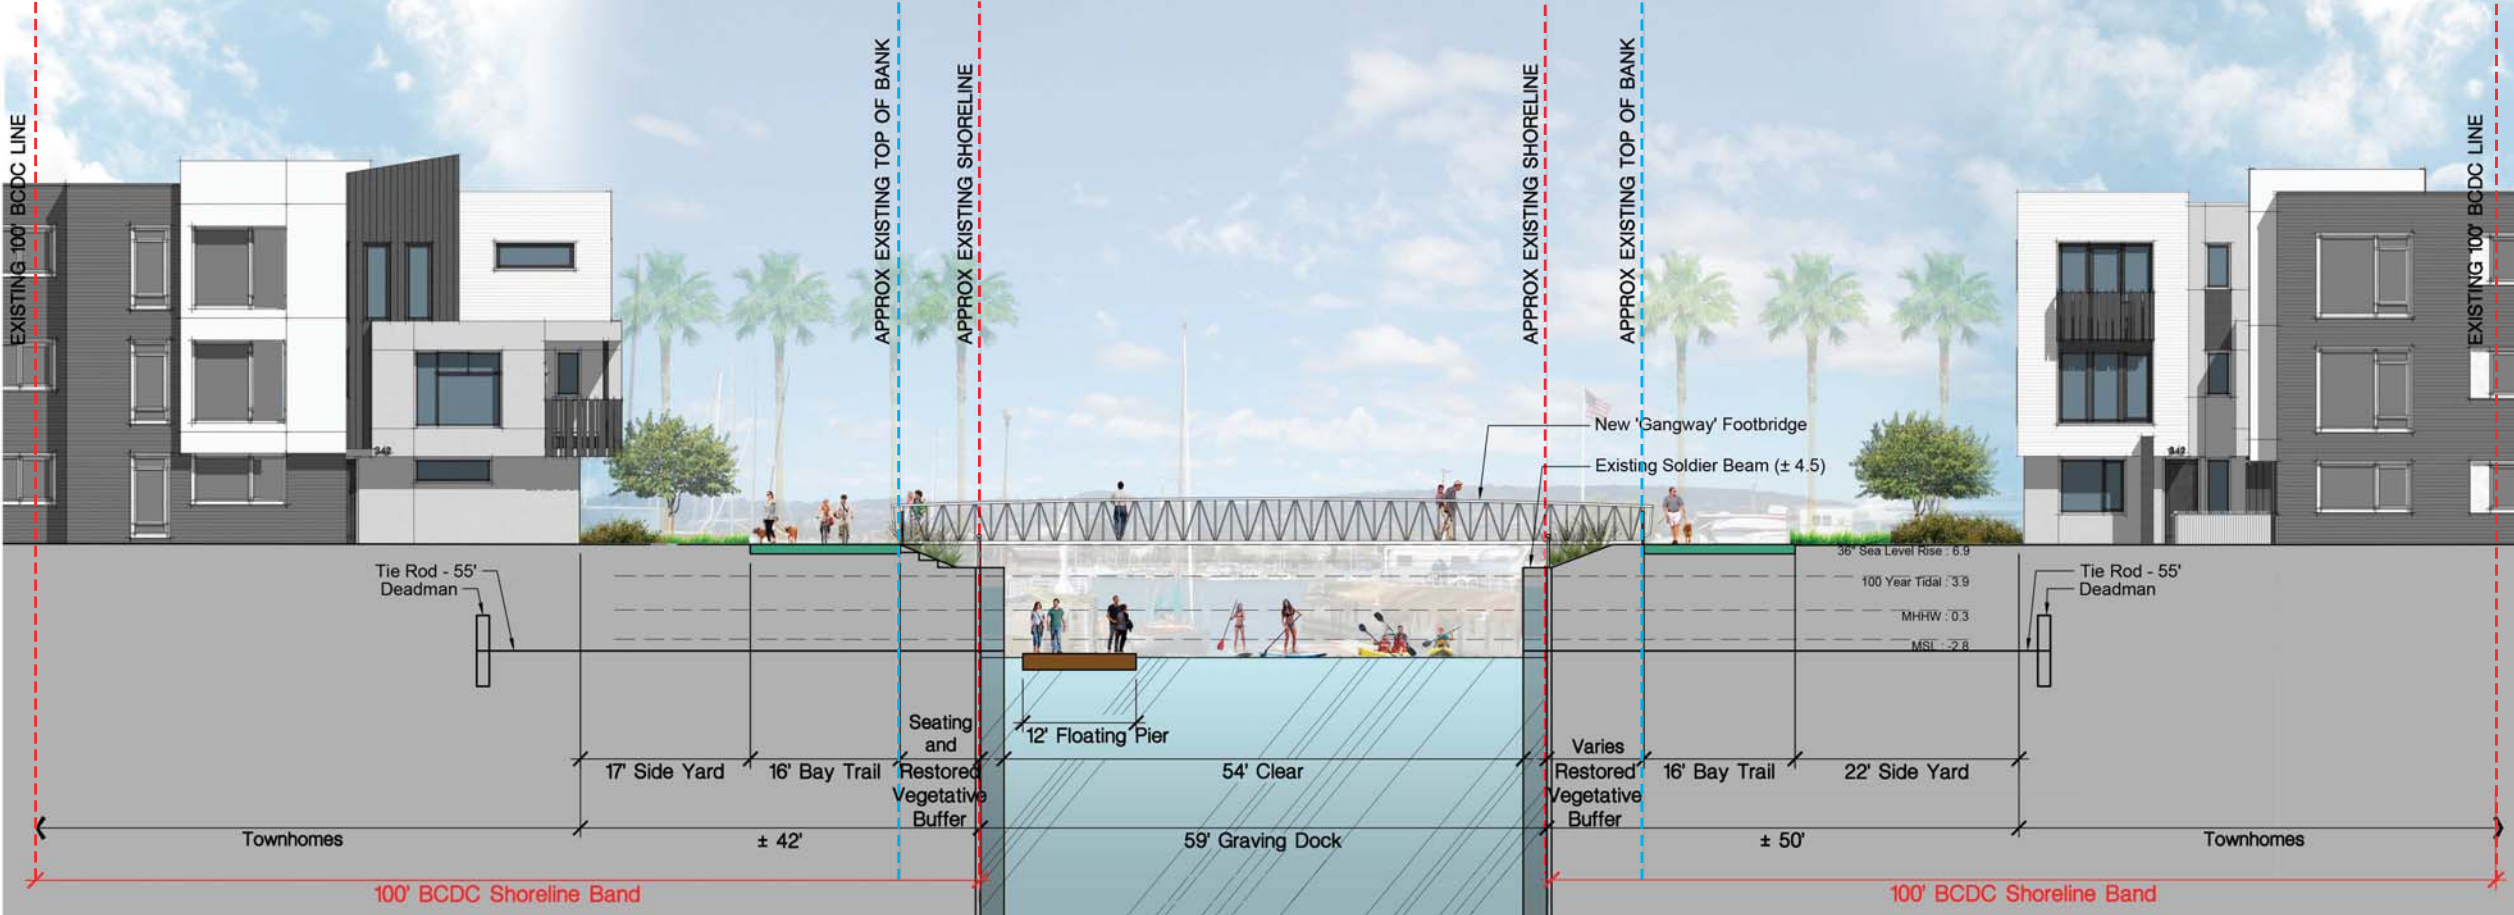 EXISTING 100' BCDC LINE
APPROX EXISTING TOP OF BANK
APPROX EXISTING SHORELINE
APPROX EXISTING SHORELINE
APPROX EXISTING TOP OF BANK
EXISTING 100' BCDC LINE
New 'Gangway' Footbridge
Existing Soldier Beam (± 4.5)
342
342
36" Sea Level Rise : 6.9
100 Year Tidal : 3.9
MHHW : 0.3
MSL : -2.8
Tie Rod - 55'
Deadman
Tie Rod - 55'
Deadman
12' Floating Pier
17' Side Yard
16' Bay Trail
Seating
and
Restored
Vegetative
Buffer
54' Clear
Varies
Restored
Vegetative
Buffer
16' Bay Trail
22' Side Yard
Townhomes
± 42'
59' Graving Dock
± 50'
Townhomes
100' BCDC Shoreline Band
100' BCDC Shoreline Band